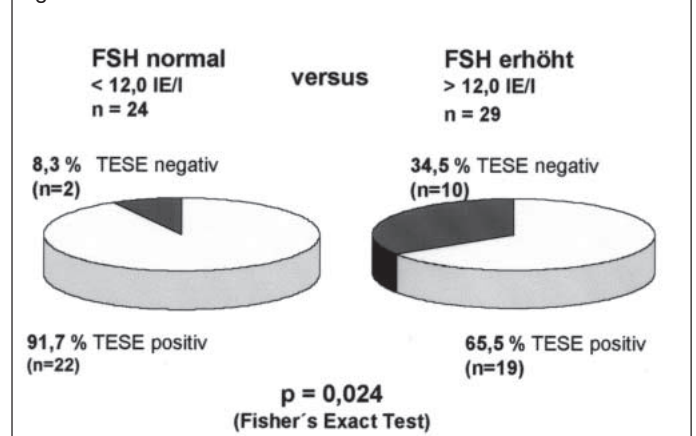 FSH normal
< 12,0 IE/l
n = 24
versus
FSH erhöht
> 12,0 IE/l
n = 29
8,3 % TESE negativ
(n=2)
34,5 % TESE negativ
(n=10)
91,7 % TESE positiv
(n=22)
65,5 % TESE positiv
(n=19)
p = 0,024
(Fisher´s Exact Test)